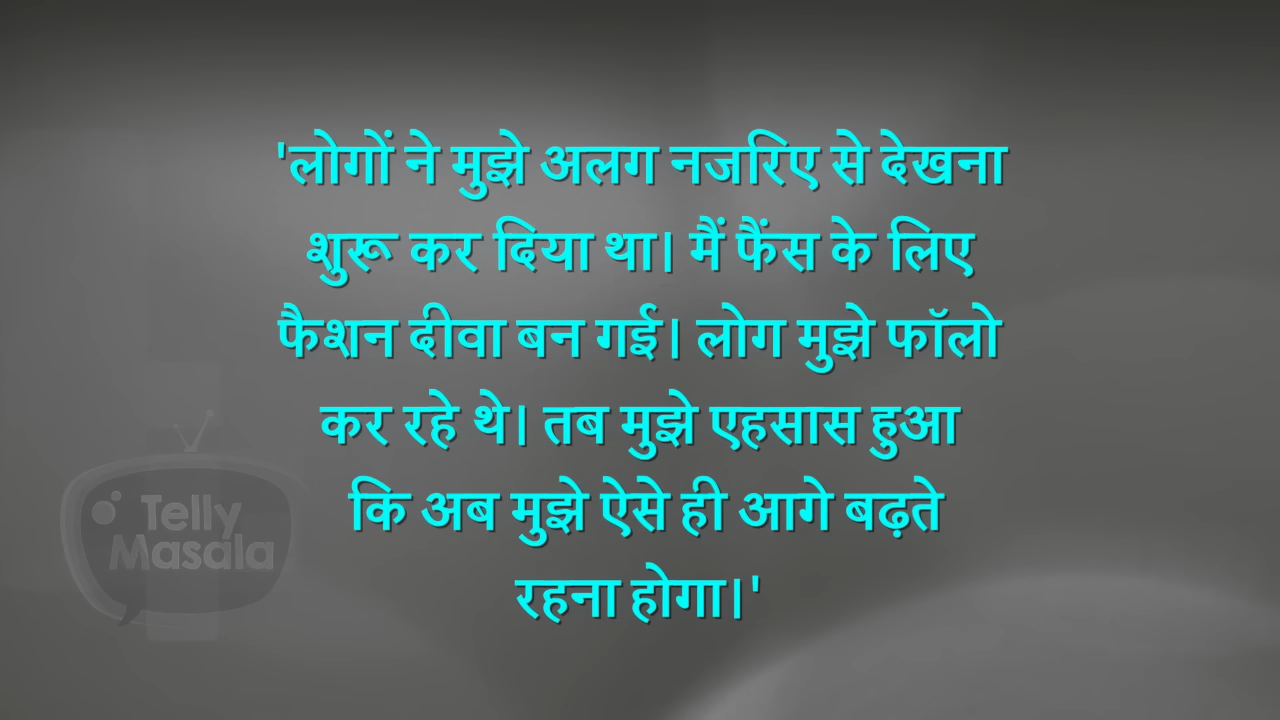 'लोगों ने मुझे अलग नजरिए से देखना
शुरू कर दिया था। मैं फैंस के लिए
फैशन दीवा बन गई। लोग मुझे फॉलो
कर रहे थे। तब मुझे एहसास हुआ
कि अब मुझे ऐसे ही आगे बढ़ते
रहना होगा।'
Telly
Masala